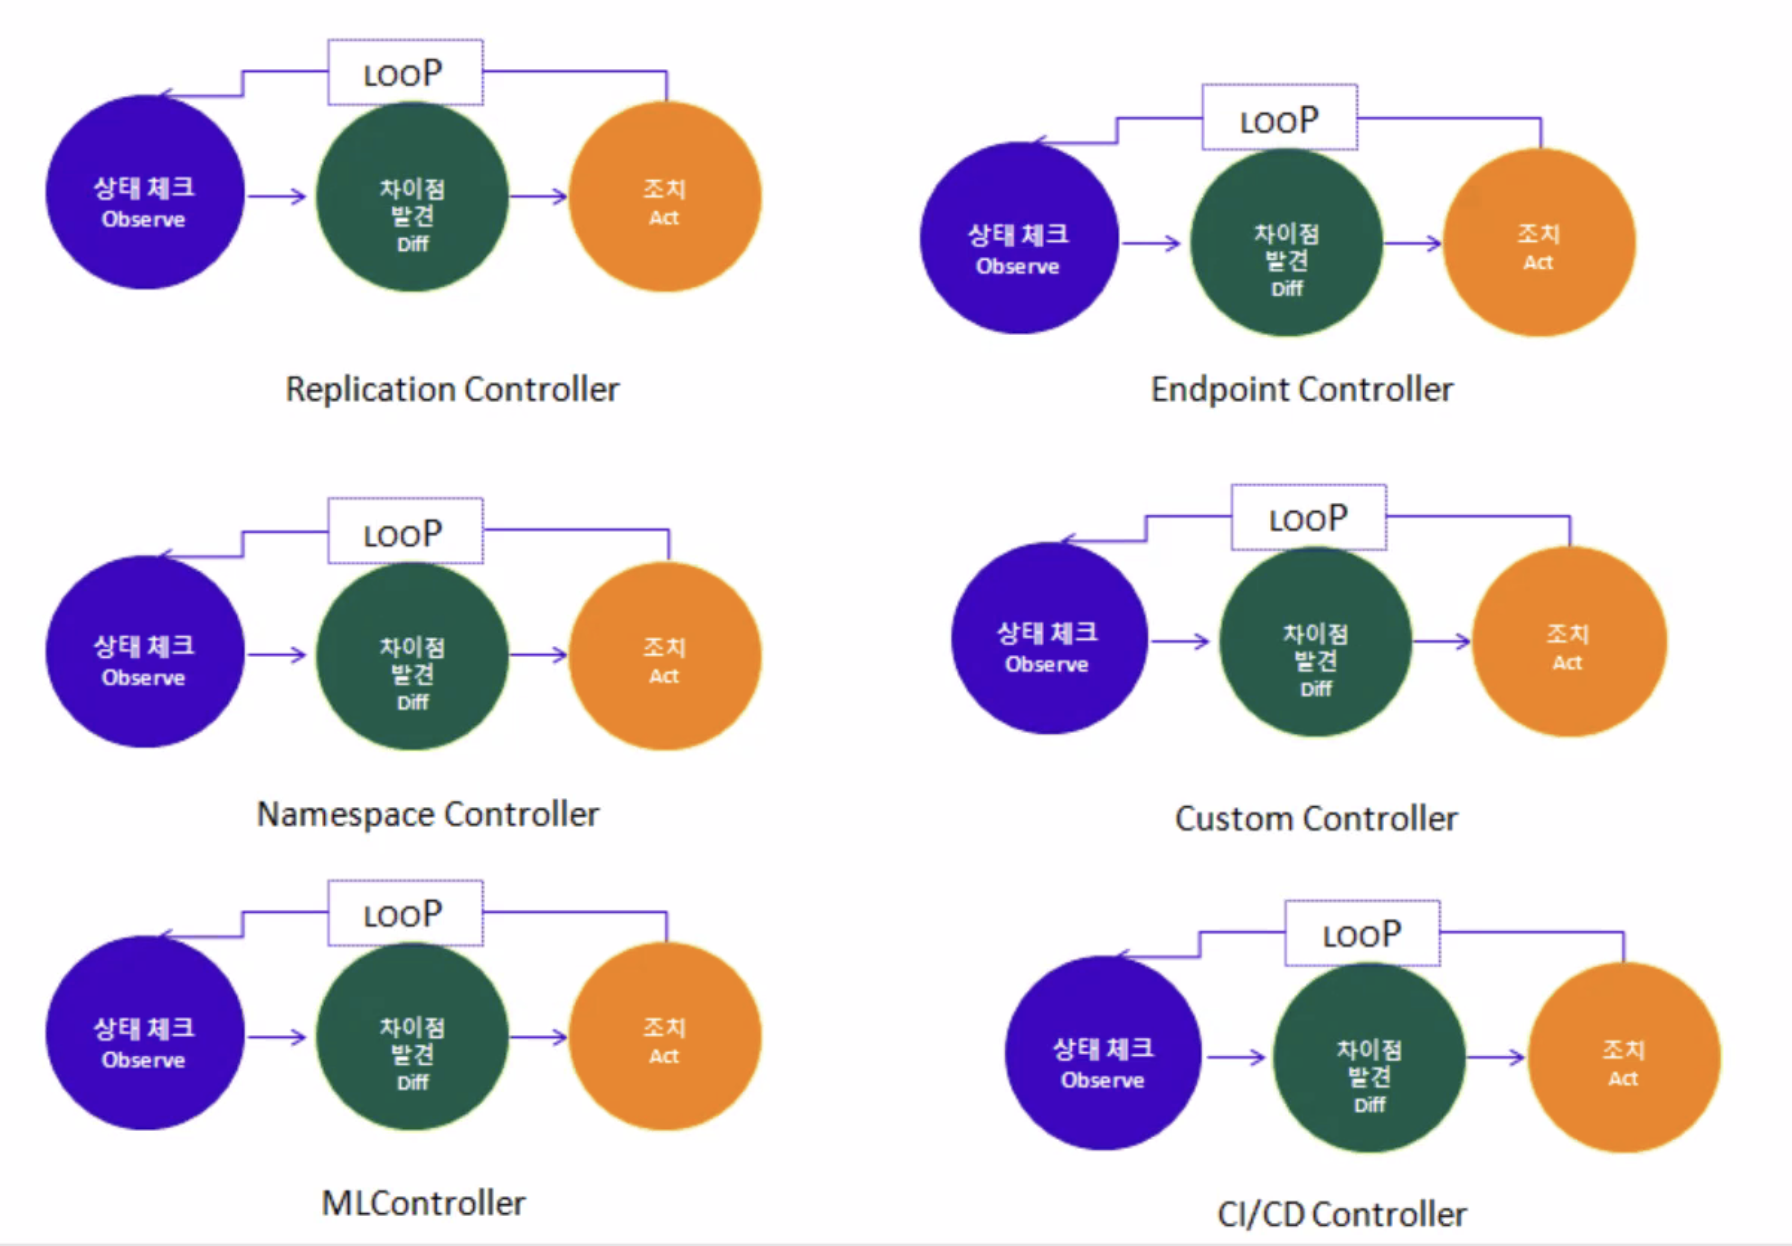 LOOP
상태 체크
Observe
차이점
발견
Diff
조치
Act
Replication Controller
LOOP
상태 체크
Observe
차이점
발견
Diff
조치
Act
Endpoint Controller
LOOP
상태 체크
Observe
차이점
발견
Diff
조치
Act
Namespace Controller
LOOP
상태 체크
Observe
차이점
발견
Diff
조치
Act
Custom Controller
LOOP
상태 체크
Observe
차이점
발견
Diff
조치
Act
MLController
LOOP
상태 체크
Observe
차이점
발견
Diff
조치
Act
CI/CD Controller